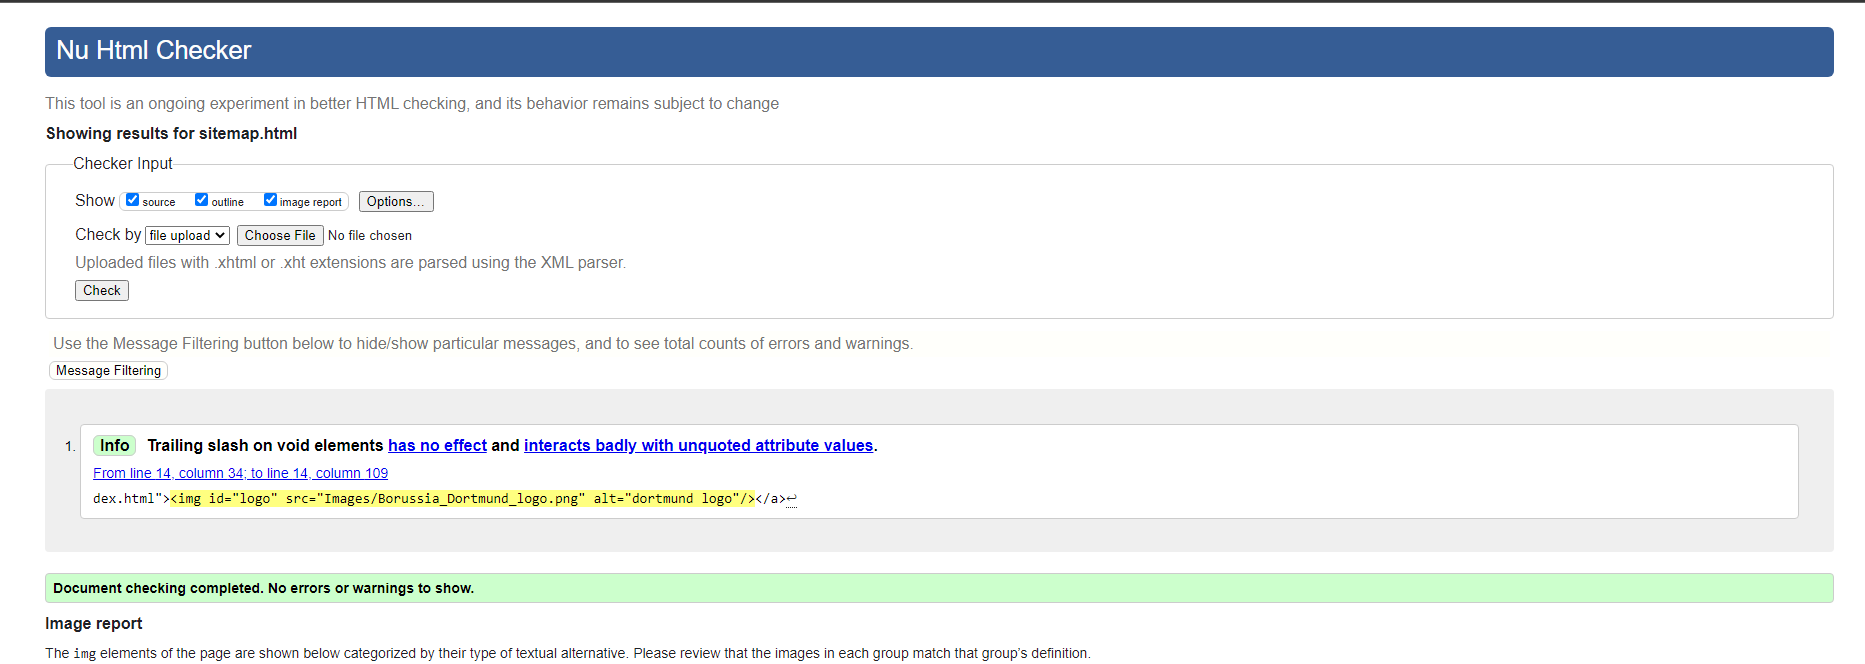 Nu Html Checker
This tool is an ongoing experiment in better HTML checking, and its behavior remains subject to change
Showing results for sitemap.html
Checker Input
Show source outline image report Options...
Check by file upload Choose File No file chosen
Uploaded files with .xhtml or .xht extensions are parsed using the XML parser.
Check
Use the Message Filtering button below to hide/show particular messages, and to see total counts of errors and warnings.
Message Filtering
1. Info Trailing slash on void elements has no effect and interacts badly with unquoted attribute values.
From line 14, column 34; to line 14, column 109
dex.html"><img id="logo" src="Images/Borussia_Dortmund_logo.png" alt="dortmund logo"/></a>↩
Document checking completed. No errors or warnings to show.
Image report
The img elements of the page are shown below categorized by their type of textual alternative. Please review that the images in each group match that group's definition.